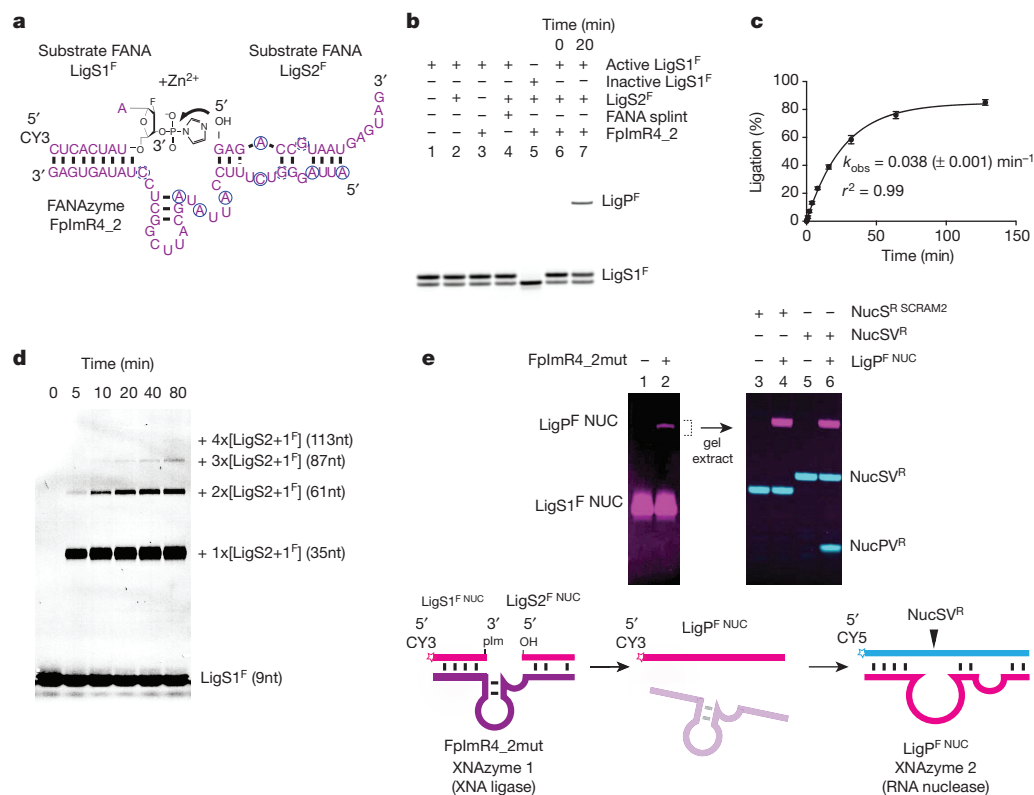 a
Substrate FANA
LigS1F
Substrate FANA
LigS2F
+Zn2+
A
F
O
P
O−
O
N
N
3′
5′
OH
3′
GAUGAGU
5′
CY3
CUCACUAU
GAG A CCG UAAU
3′
GAGUGAUAUC
CUUCUGGGAUUA
5′
FANAzyme
FpImR4_2
b
Time (min)
0 20
+ + + + − + + Active LigS1F
− − − − + − − Inactive LigS1F
− + − + + + + LigS2F
− − − + − − − FANA splint
− − + − + + + FpImR4_2
1 2 3 4 5 6 7
LigPF
LigS1F
c
Ligation (%)
100
80
60
40
20
0
kobs = 0.038 (± 0.001) min−1
r2 = 0.99
0 50 100 150
Time (min)
d
Time (min)
0 5 10 20 40 80
+ 4x[LigS2+1F] (113nt)
+ 3x[LigS2+1F] (87nt)
+ 2x[LigS2+1F] (61nt)
+ 1x[LigS2+1F] (35nt)
LigS1F (9nt)
e
+ + − − NucSR SCRAM2
− − + + NucSVR
− + − + LigPF NUC
FpImR4_2mut − +
1 2
3 4 5 6
LigPF NUC
gel
extract
LigS1F NUC
NucSVR
NucPVR
LigS1F NUC
LigS2F NUC
5′
CY3
3′
pIm
5′
OH
FpImR4_2mut
XNAzyme 1
(XNA ligase)
LigPF NUC
5′
CY3
NucSVR
5′
CY5
LigPF NUC
XNAzyme 2
(RNA nuclease)